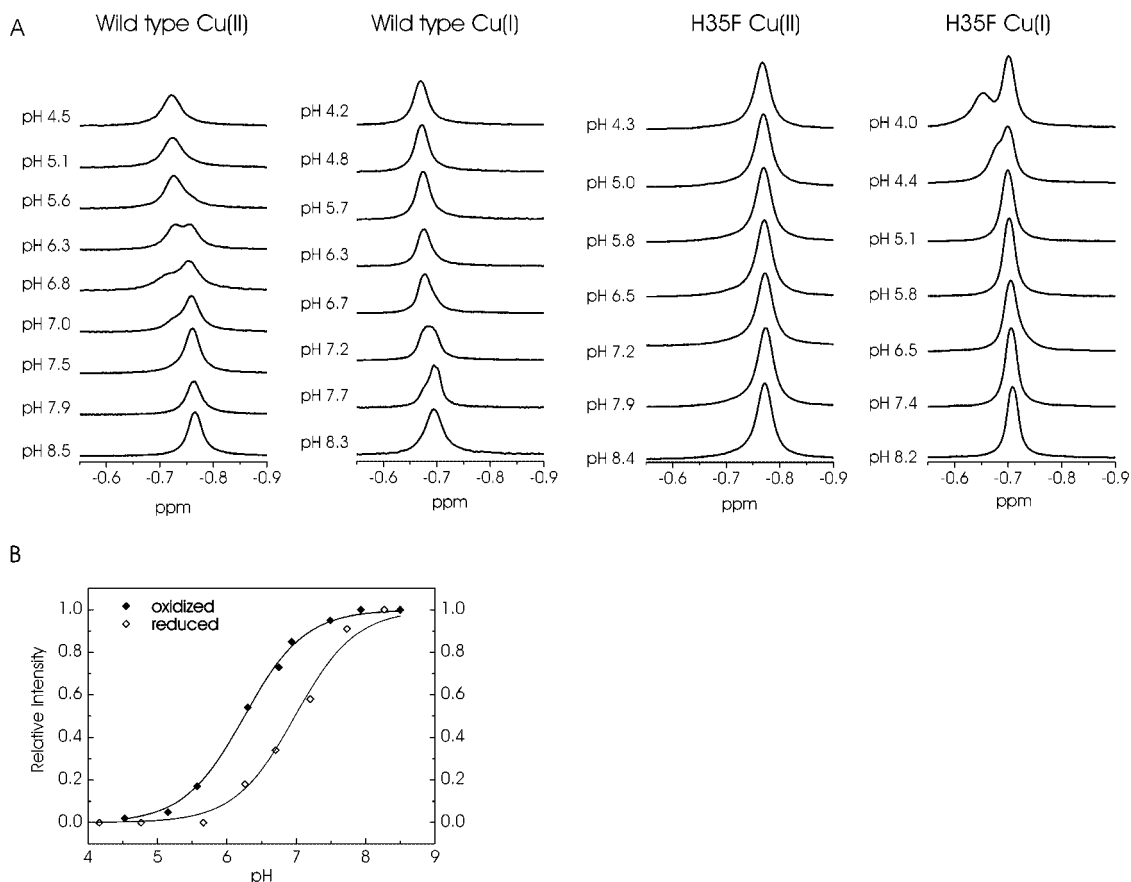 A
Wild type Cu(II)
Wild type Cu(I)
H35F Cu(II)
H35F Cu(I)
pH 4.5
pH 5.1
pH 5.6
pH 6.3
pH 6.8
pH 7.0
pH 7.5
pH 7.9
pH 8.5
-0.6 -0.7 -0.8 -0.9
ppm
pH 4.2
pH 4.8
pH 5.7
pH 6.3
pH 6.7
pH 7.2
pH 7.7
pH 8.3
-0.6 -0.7 -0.8 -0.9
ppm
pH 4.3
pH 5.0
pH 5.8
pH 6.5
pH 7.2
pH 7.9
pH 8.4
-0.6 -0.7 -0.8 -0.9
ppm
pH 4.0
pH 4.4
pH 5.1
pH 5.8
pH 6.5
pH 7.4
pH 8.2
-0.6 -0.7 -0.8 -0.9
ppm
B
oxidized
reduced
Relative Intensity
1.0
0.8
0.6
0.4
0.2
0.0
1.0
0.8
0.6
0.4
0.2
0.0
4 5 6 7 8 9
pH